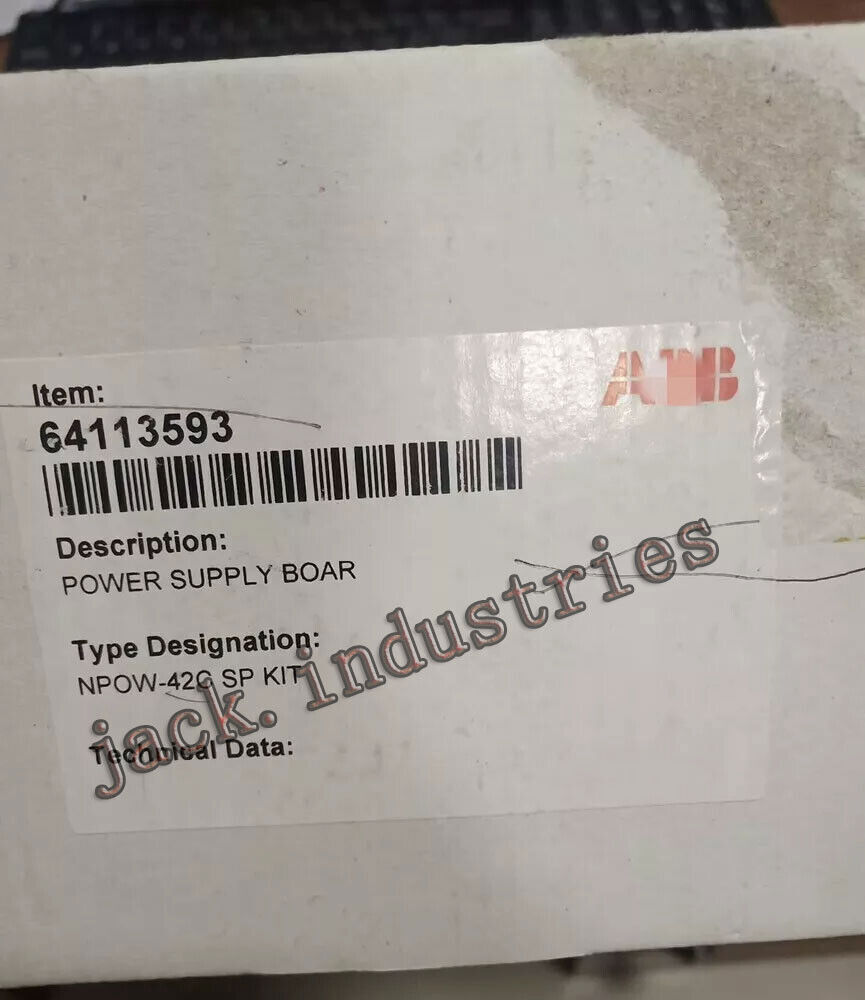 ABB
Item:
64113593
Description:
POWER SUPPLY BOAR
Type Designation:
NPOW-42C SP KIT
Technical Data:
jack.industries